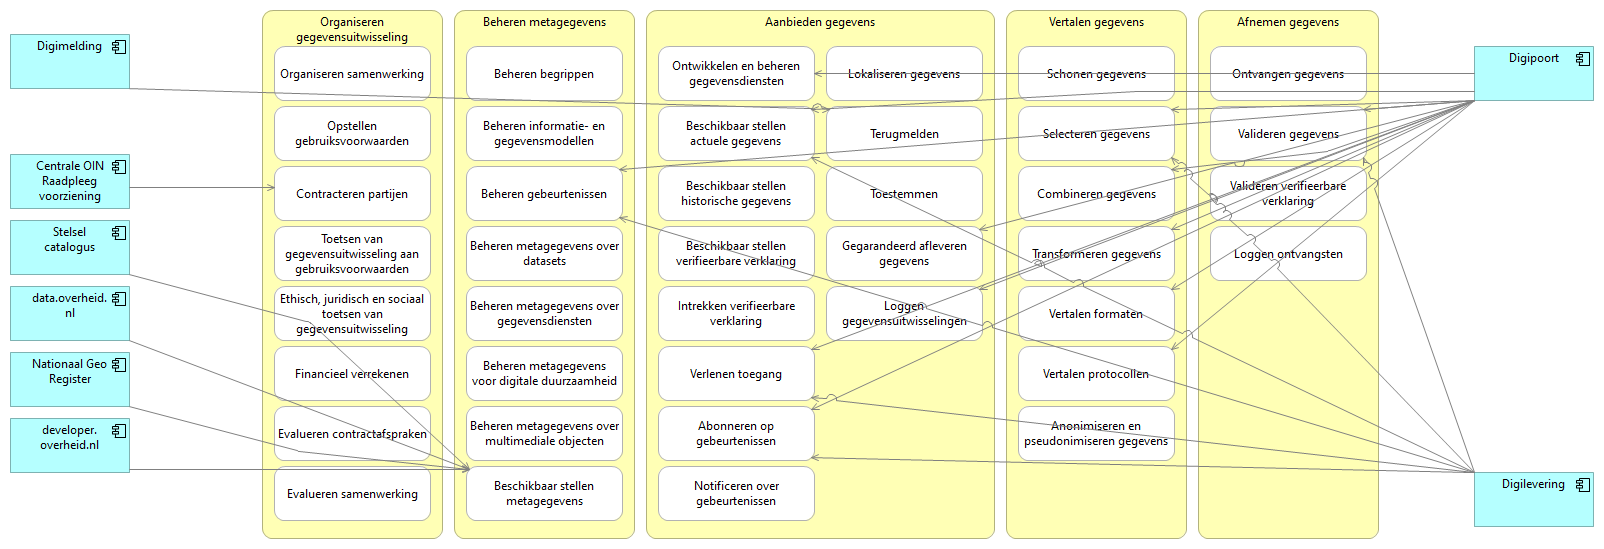 Digimelding
Centrale OIN
Raadpleeg
voorziening
Stelsel
catalogus
data.overheid.
nl
Nationaal Geo
Register
developer.
overheid.nl
Organiseren
gegevensuitwisseling
Organiseren samenwerking
Opstellen
gebruiksvoorwaarden
Contracteren partijen
Toetsen van
gegevensuitwisseling aan
gebruiksvoorwaarden
Ethisch, juridisch en sociaal
toetsen van
gegevensuitwisseling
Financieel verrekenen
Evalueren contractafspraken
Evalueren samenwerking
Beheren metagegevens
Beheren begrippen
Beheren informatie- en
gegevensmodellen
Beheren gebeurtenissen
Beheren metagegevens over
datasets
Beheren metagegevens over
gegevensdiensten
Beheren metagegevens
voor digitale duurzaamheid
Beheren metagegevens over
multimediale objecten
Beschikbaar stellen
metagegevens
Aanbieden gegevens
Ontwikkelen en beheren
gegevensdiensten
Beschikbaar stellen
actuele gegevens
Beschikbaar stellen
historische gegevens
Beschikbaar stellen
verifieerbare verklaring
Intrekken verifieerbare
verklaring
Verlenen toegang
Abonneren op
gebeurtenissen
Notificeren over
gebeurtenissen
Lokaliseren gegevens
Terugmelden
Toestemmen
Gegarandeerd afleveren
gegevens
Loggen
gegevensuitwisselingen
Vertalen gegevens
Schonen gegevens
Selecteren gegevens
Combineren gegevens
Transformeren gegevens
Vertalen formaten
Vertalen protocollen
Anonimiseren en
pseudonimiseren gegevens
Afnemen gegevens
Ontvangen gegevens
Valideren gegevens
Valideren verifieerbare
verklaring
Loggen ontvangsten
Digipoort
Digilevering